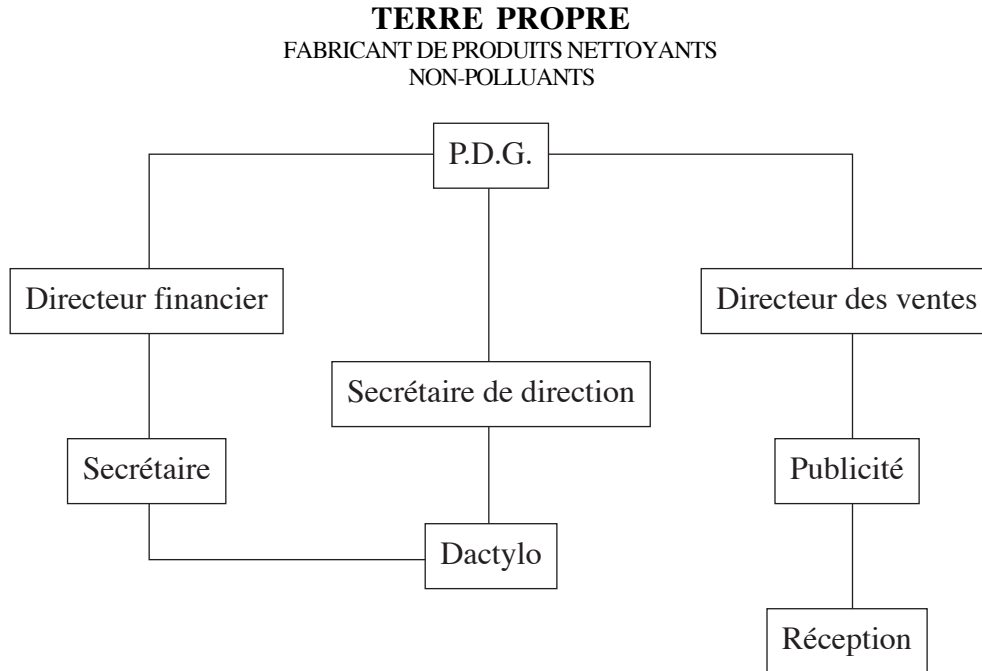 TERRE PROPRE
FABRICANT DE PRODUITS NETTOYANTS
NON-POLLUANTS
P.D.G.
Directeur financier
Directeur des ventes
Secrétaire de direction
Secrétaire
Publicité
Dactylo
Réception